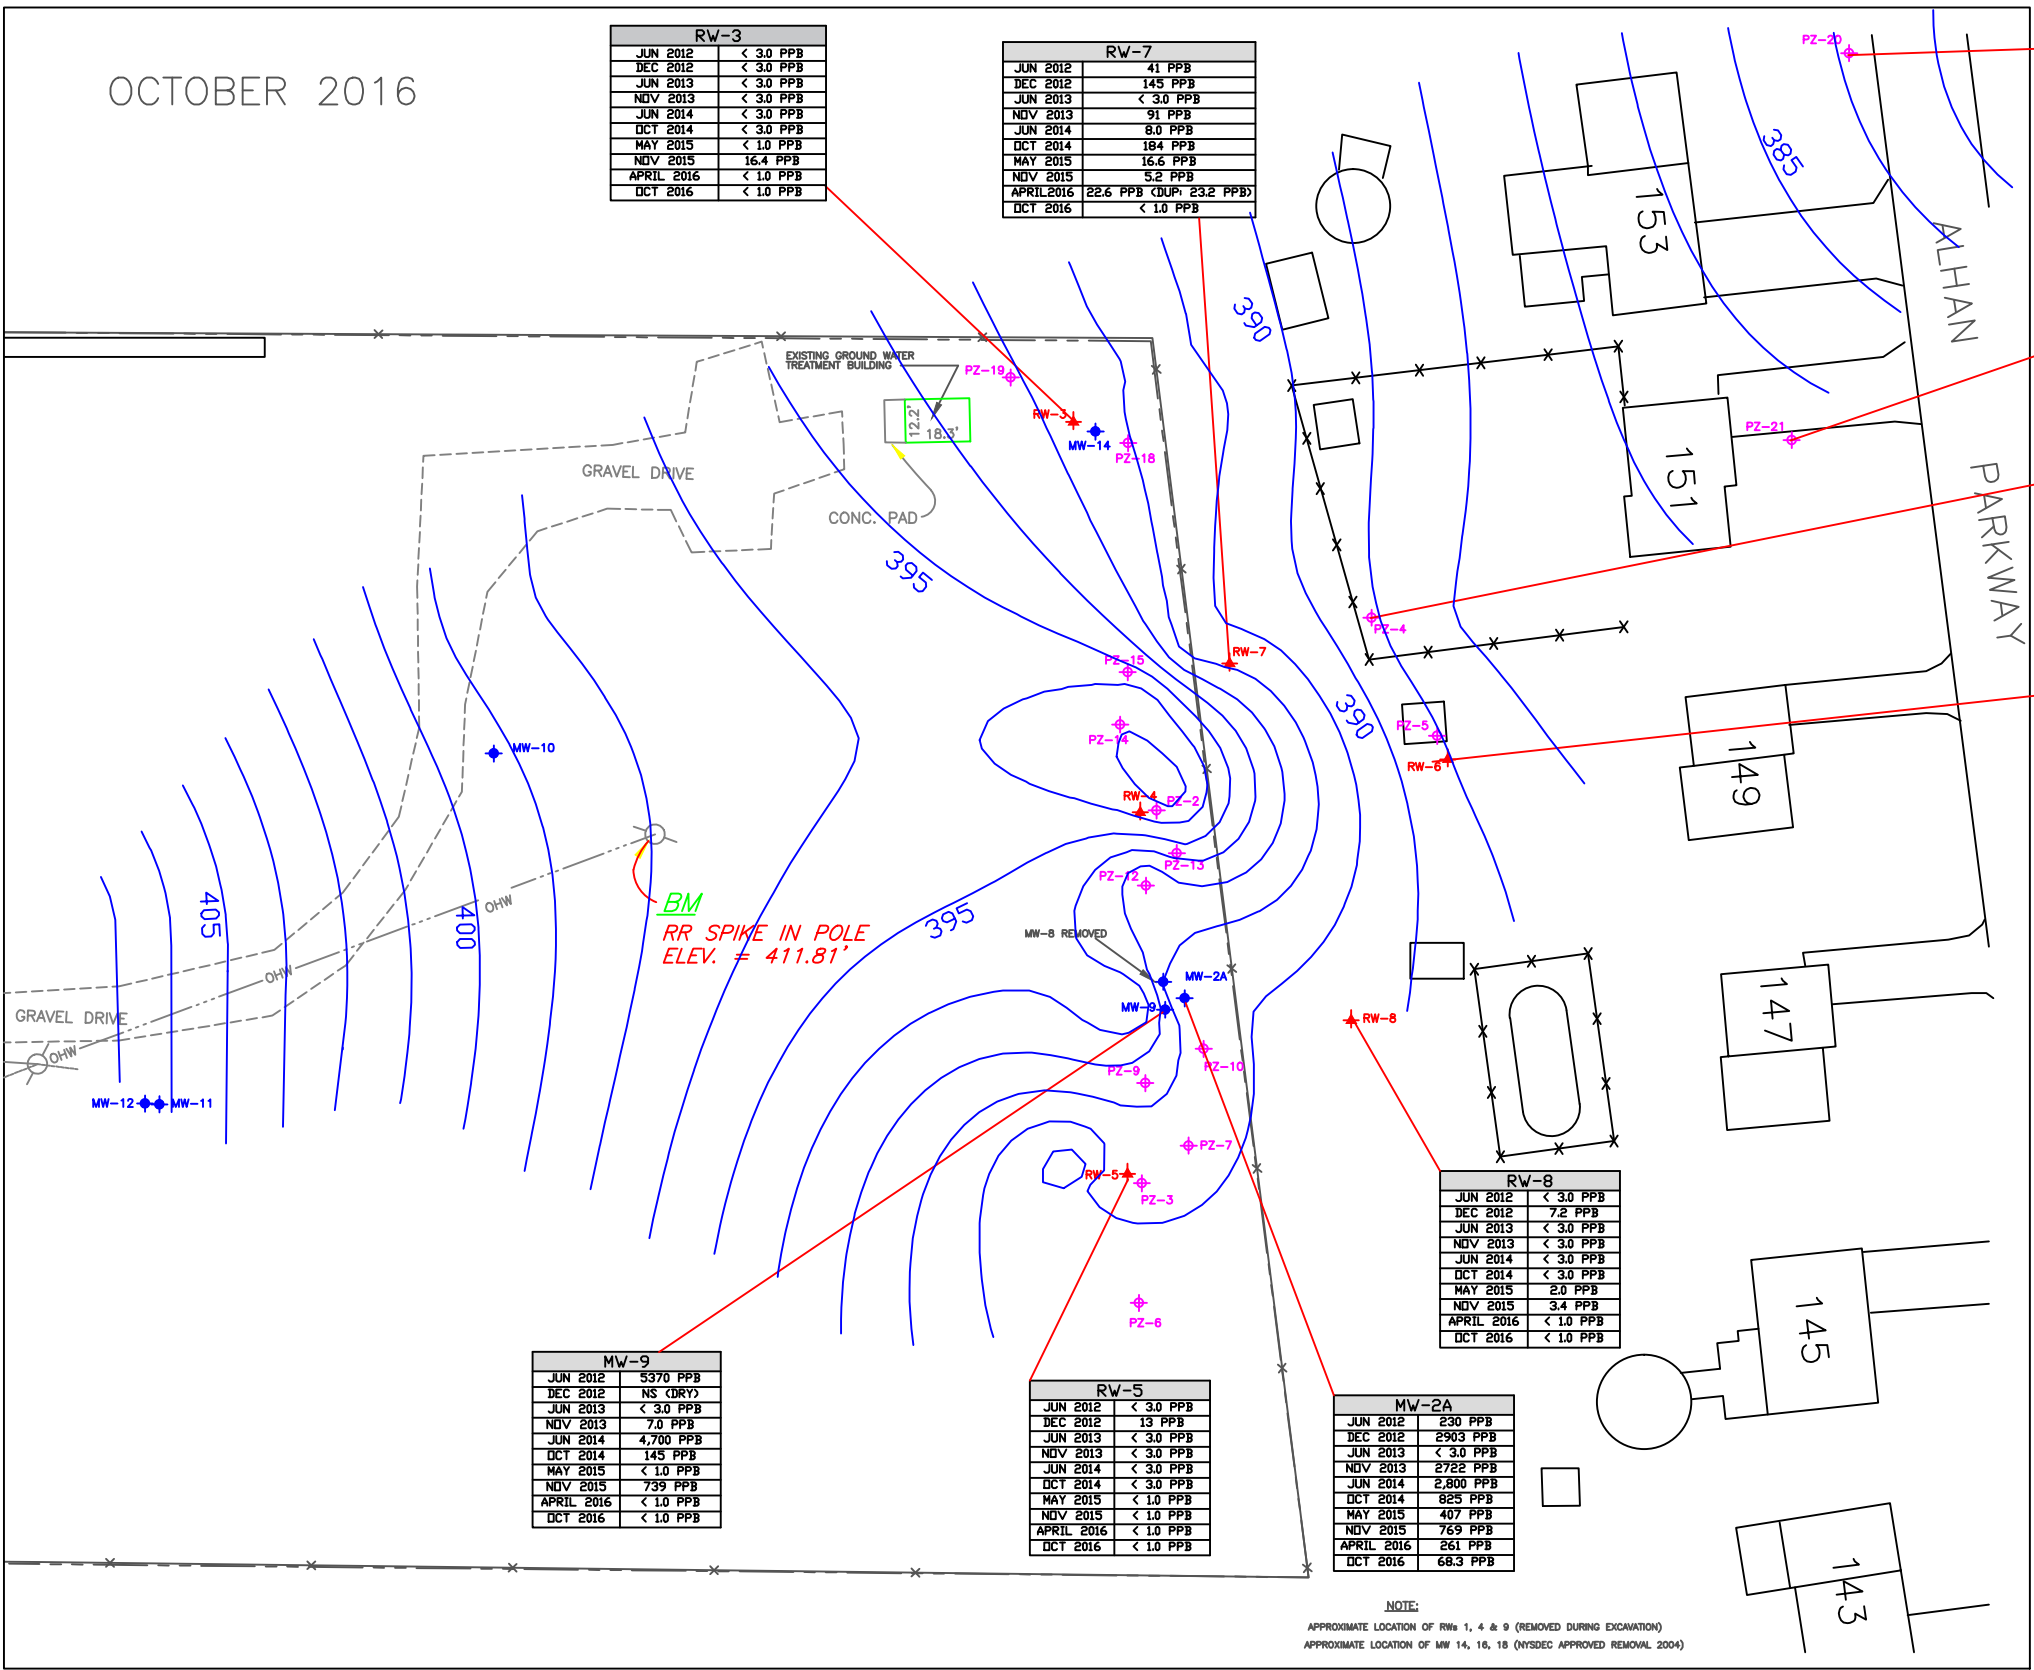 OCTOBER 2016
RW-3
JUN 2012 < 3.0 PPB
DEC 2012 < 3.0 PPB
JUN 2013 < 3.0 PPB
NOV 2013 < 3.0 PPB
JUN 2014 < 3.0 PPB
OCT 2014 < 3.0 PPB
MAY 2015 < 1.0 PPB
NOV 2015 16.4 PPB
APRIL 2016 < 1.0 PPB
OCT 2016 < 1.0 PPB
RW-7
JUN 2012 41 PPB
DEC 2012 145 PPB
JUN 2013 < 3.0 PPB
NOV 2013 91 PPB
JUN 2014 8.0 PPB
OCT 2014 184 PPB
MAY 2015 16.6 PPB
NOV 2015 5.2 PPB
APRIL2016 22.6 PPB (DUP: 23.2 PPB)
OCT 2016 < 1.0 PPB
PZ-20
385
153
ALHAN
PARKWAY
390
EXISTING GROUND WATER
TREATMENT BUILDING
PZ-19
12.2'
18.3'
RW-3
MW-14
PZ-18
PZ-21
151
GRAVEL DRIVE
CONC. PAD
395
PZ-4
RW-7
PZ-15
PZ-14
390
PZ-5
RW-6
149
MW-10
RW-4
PZ-2
PZ-13
PZ-12
405
400
OHW
BM
RR SPIKE IN POLE
ELEV. = 411.81'
395
MW-8 REMOVED
MW-2A
MW-9
OHW
GRAVEL DRIVE
OHW
RW-8
147
PZ-10
PZ-9
MW-12
MW-11
PZ-7
RW-5
PZ-3
PZ-6
RW-8
JUN 2012 < 3.0 PPB
DEC 2012 7.2 PPB
JUN 2013 < 3.0 PPB
NOV 2013 < 3.0 PPB
JUN 2014 < 3.0 PPB
OCT 2014 < 3.0 PPB
MAY 2015 2.0 PPB
NOV 2015 3.4 PPB
APRIL 2016 < 1.0 PPB
OCT 2016 < 1.0 PPB
145
MW-9
JUN 2012 5370 PPB
DEC 2012 NS (DRY)
JUN 2013 < 3.0 PPB
NOV 2013 7.0 PPB
JUN 2014 4,700 PPB
OCT 2014 145 PPB
MAY 2015 < 1.0 PPB
NOV 2015 739 PPB
APRIL 2016 < 1.0 PPB
OCT 2016 < 1.0 PPB
RW-5
JUN 2012 < 3.0 PPB
DEC 2012 13 PPB
JUN 2013 < 3.0 PPB
NOV 2013 < 3.0 PPB
JUN 2014 < 3.0 PPB
OCT 2014 < 3.0 PPB
MAY 2015 < 1.0 PPB
NOV 2015 < 1.0 PPB
APRIL 2016 < 1.0 PPB
OCT 2016 < 1.0 PPB
MW-2A
JUN 2012 230 PPB
DEC 2012 2903 PPB
JUN 2013 < 3.0 PPB
NOV 2013 2722 PPB
JUN 2014 2,800 PPB
OCT 2014 825 PPB
MAY 2015 407 PPB
NOV 2015 769 PPB
APRIL 2016 261 PPB
OCT 2016 68.3 PPB
143
NOTE:
APPROXIMATE LOCATION OF RWs 1, 4 & 9 (REMOVED DURING EXCAVATION)
APPROXIMATE LOCATION OF MW 14, 16, 18 (NYSDEC APPROVED REMOVAL 2004)